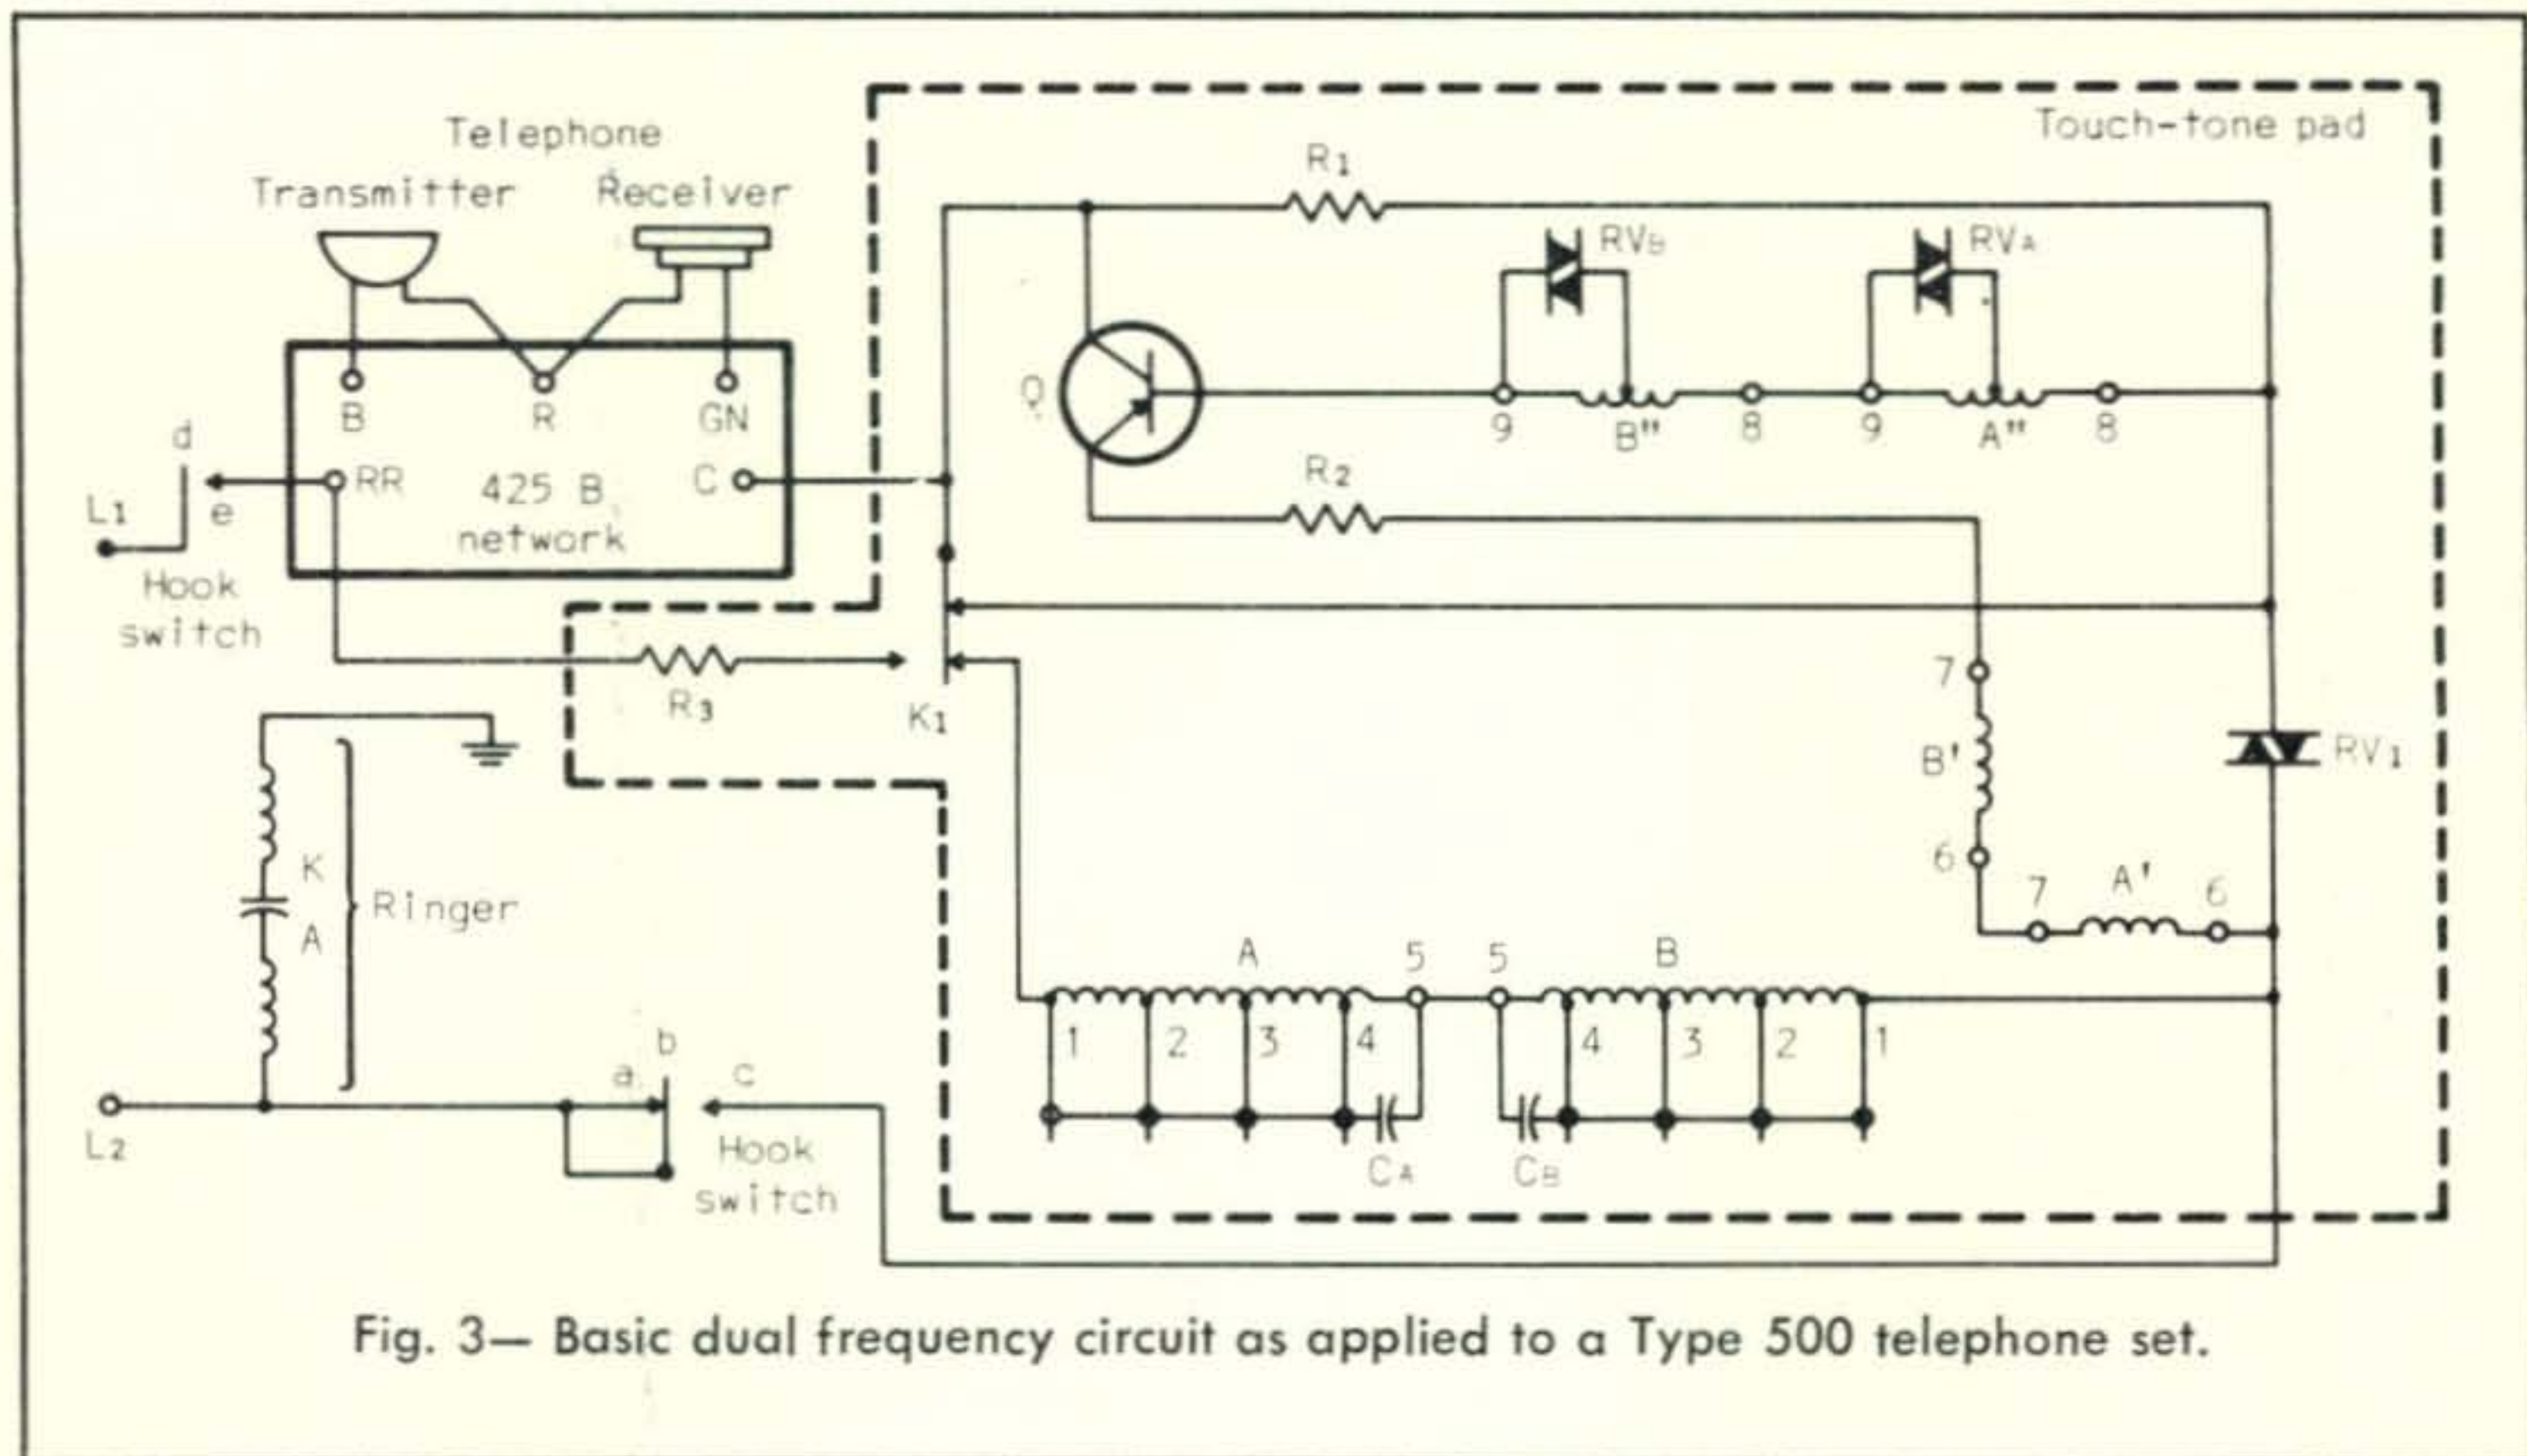 Touch-tone pad
Telephone
Transmitter Receiver
R1
RVB RVA
Q
B R GN
9 B" 8 9 A" 8
d
RR 425 B C
network
R2
L1 e
Hook
switch
R3
K1
7
B'
6
RV1
7 A' 6
K
A
Ringer
A 5 5 B
1 2 3 4 4 3 2 1
a b c
L2
Hook
switch
CA CB
Fig. 3— Basic dual frequency circuit as applied to a Type 500 telephone set.